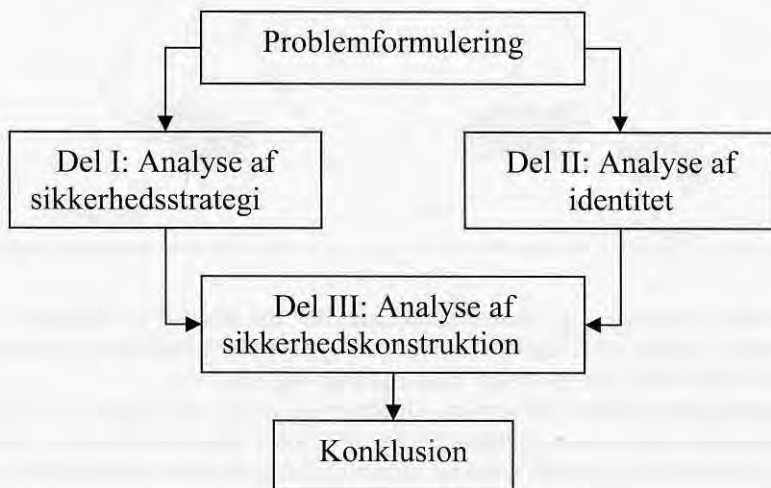 Problemformulering
Del I: Analyse af
sikkerhedsstrategi
Del II: Analyse af
identitet
Del III: Analyse af
sikkerhedskonstruktion
Konklusion